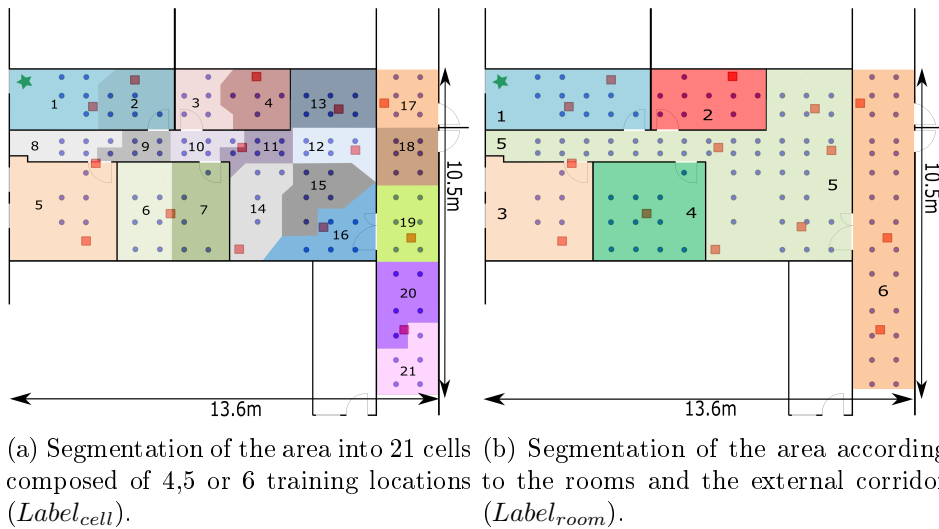 1 2 3 4 13 17
8 9 10 11 12 18
5 6 7 14 15 16 19
20
21
10.5m
13.6m
1 2
5
3 4 5
6
10.5m
13.6m
(a) Segmentation of the area into 21 cells
composed of 4,5 or 6 training locations
(Label_cell).
(b) Segmentation of the area according
to the rooms and the external corridor
(Label_room).